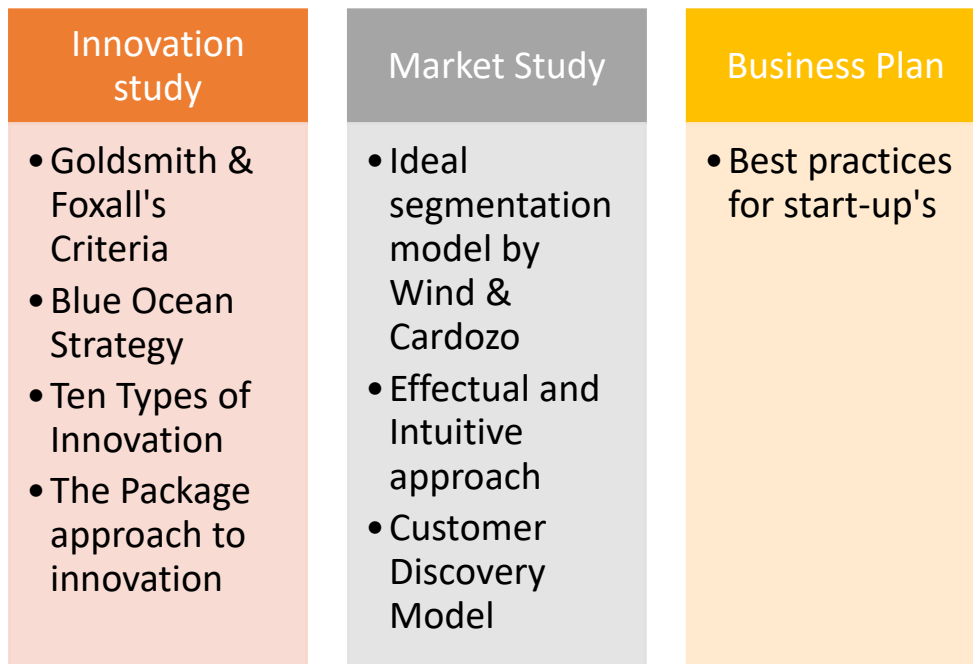 Innovation
study
• Goldsmith &
Foxall's
Criteria
• Blue Ocean
Strategy
• Ten Types of
Innovation
• The Package
approach to
innovation
Market Study
• Ideal
segmentation
model by
Wind &
Cardozo
• Effectual and
Intuitive
approach
• Customer
Discovery
Model
Business Plan
• Best practices
for start-up's